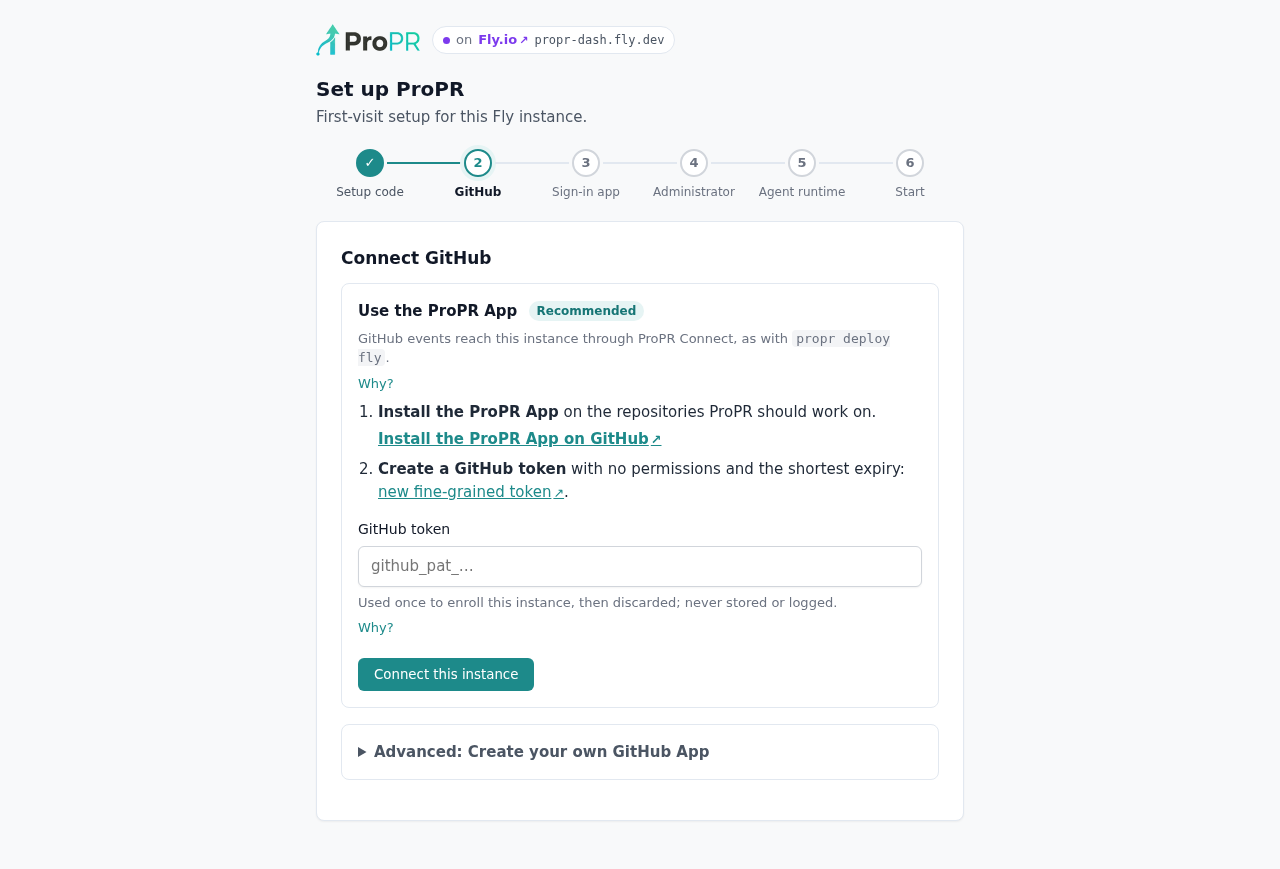 ProPR
on Fly.io↗ propr-dash.fly.dev
Set up ProPR
First-visit setup for this Fly instance.
✓ 2 3 4 5 6
Setup code GitHub Sign-in app Administrator Agent runtime Start
Connect GitHub
Use the ProPR App Recommended
GitHub events reach this instance through ProPR Connect, as with propr deploy
fly.
Why?
1. Install the ProPR App on the repositories ProPR should work on.
Install the ProPR App on GitHub↗
2. Create a GitHub token with no permissions and the shortest expiry:
new fine-grained token↗.
GitHub token
github_pat_...
Used once to enroll this instance, then discarded; never stored or logged.
Why?
Connect this instance
Advanced: Create your own GitHub App